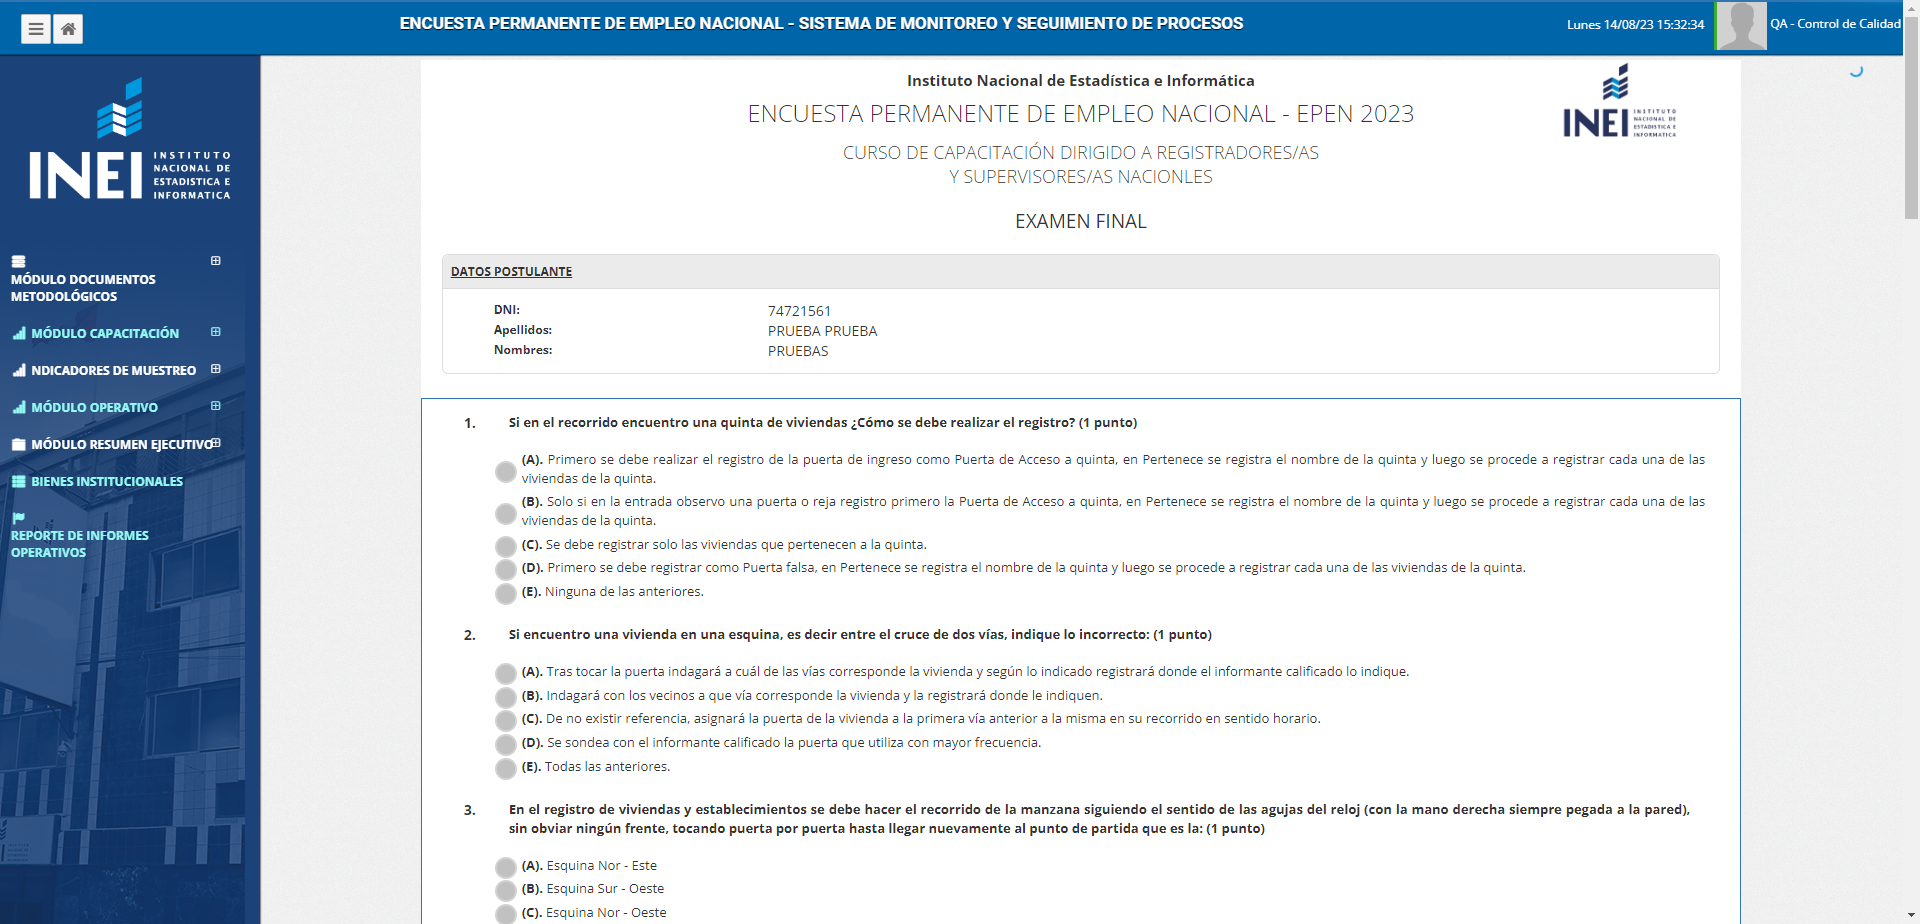 ENCUESTA PERMANENTE DE EMPLEO NACIONAL - SISTEMA DE MONITOREO Y SEGUIMIENTO DE PROCESOS
Lunes 14/08/23 15:32:34
QA - Control de Calidad
INEI
INSTITUTO
NACIONAL DE
ESTADISTICA E
INFORMATICA
MÓDULO DOCUMENTOS
METODOLÓGICOS
MÓDULO CAPACITACIÓN
NDICADORES DE MUESTREO
MÓDULO OPERATIVO
MÓDULO RESUMEN EJECUTIVO
BIENES INSTITUCIONALES
REPORTE DE INFORMES
OPERATIVOS
Instituto Nacional de Estadística e Informática
ENCUESTA PERMANENTE DE EMPLEO NACIONAL - EPEN 2023
CURSO DE CAPACITACIÓN DIRIGIDO A REGISTRADORES/AS
Y SUPERVISORES/AS NACIONLES
EXAMEN FINAL
INEI
INSTITUTO
NACIONAL DE
ESTADISTICA E
INFORMATICA
DATOS POSTULANTE
DNI: 74721561
Apellidos: PRUEBA PRUEBA
Nombres: PRUEBAS
1. Si en el recorrido encuentro una quinta de viviendas ¿Cómo se debe realizar el registro? (1 punto)
(A). Primero se debe realizar el registro de la puerta de ingreso como Puerta de Acceso a quinta, en Pertenece se registra el nombre de la quinta y luego se procede a registrar cada una de las
viviendas de la quinta.
(B). Solo si en la entrada observo una puerta o reja registro primero la Puerta de Acceso a quinta, en Pertenece se registra el nombre de la quinta y luego se procede a registrar cada una de las
viviendas de la quinta.
(C). Se debe registrar solo las viviendas que pertenecen a la quinta.
(D). Primero se debe registrar como Puerta falsa, en Pertenece se registra el nombre de la quinta y luego se procede a registrar cada una de las viviendas de la quinta.
(E). Ninguna de las anteriores.
2. Si encuentro una vivienda en una esquina, es decir entre el cruce de dos vías, indique lo incorrecto: (1 punto)
(A). Tras tocar la puerta indagará a cuál de las vías corresponde la vivienda y según lo indicado registrará donde el informante calificado lo indique.
(B). Indagará con los vecinos a que vía corresponde la vivienda y la registrará donde le indiquen.
(C). De no existir referencia, asignará la puerta de la vivienda a la primera vía anterior a la misma en su recorrido en sentido horario.
(D). Se sondea con el informante calificado la puerta que utiliza con mayor frecuencia.
(E). Todas las anteriores.
3. En el registro de viviendas y establecimientos se debe hacer el recorrido de la manzana siguiendo el sentido de las agujas del reloj (con la mano derecha siempre pegada a la pared),
sin obviar ningún frente, tocando puerta por puerta hasta llegar nuevamente al punto de partida que es la: (1 punto)
(A). Esquina Nor - Este
(B). Esquina Sur - Oeste
(C). Esquina Nor - Oeste